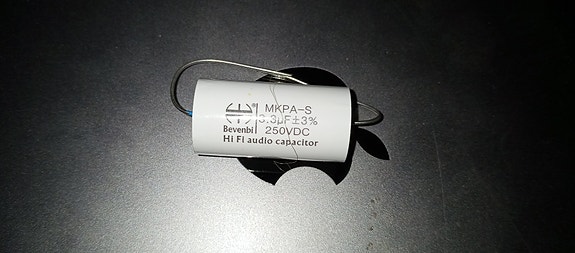 MKPA-S
3.3μF±3%
Bevenbi 250VDC
Hi Fi audio capacitor